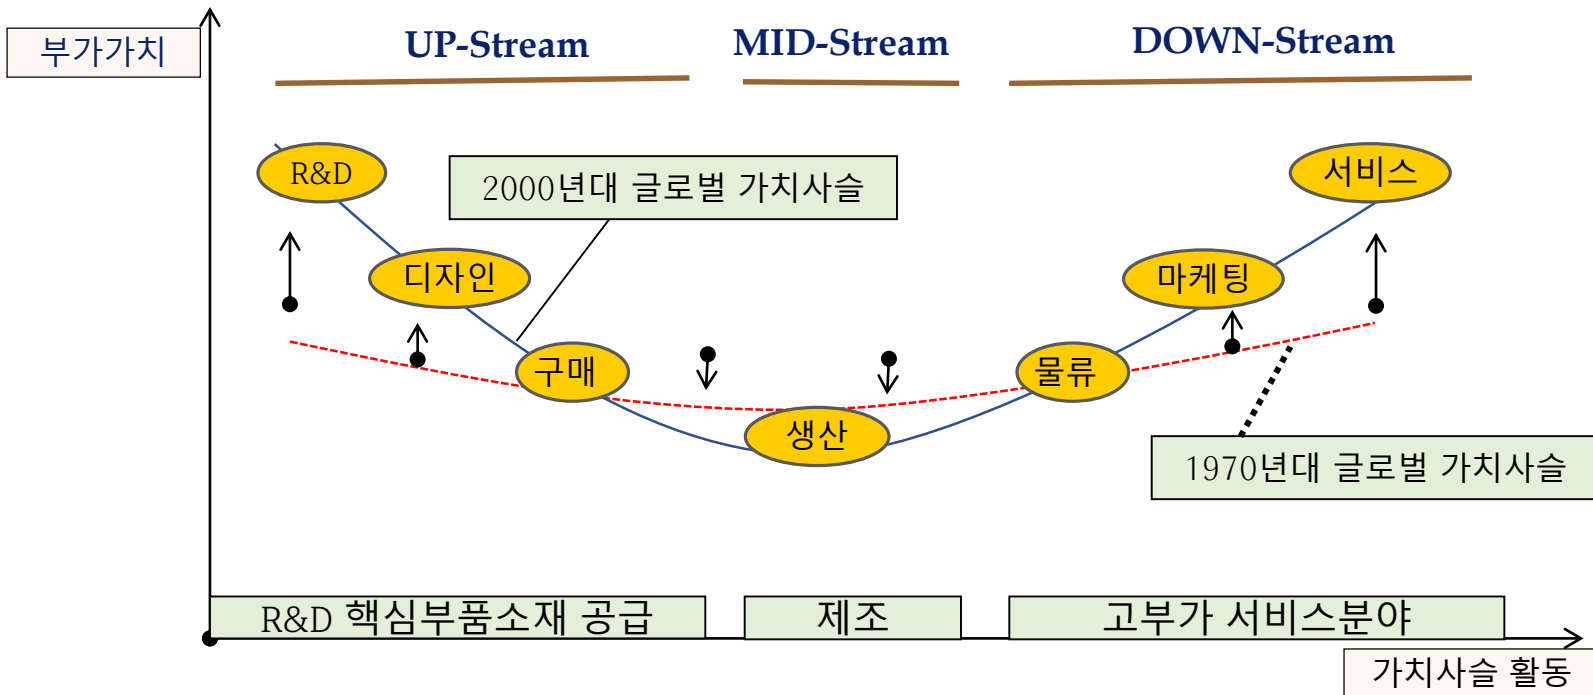 부가가치
UP-Stream
MID-Stream
DOWN-Stream
R&D
2000년대 글로벌 가치사슬
서비스
디자인
마케팅
구매
물류
생산
1970년대 글로벌 가치사슬
R&D 핵심부품소재 공급
제조
고부가 서비스분야
가치사슬 활동